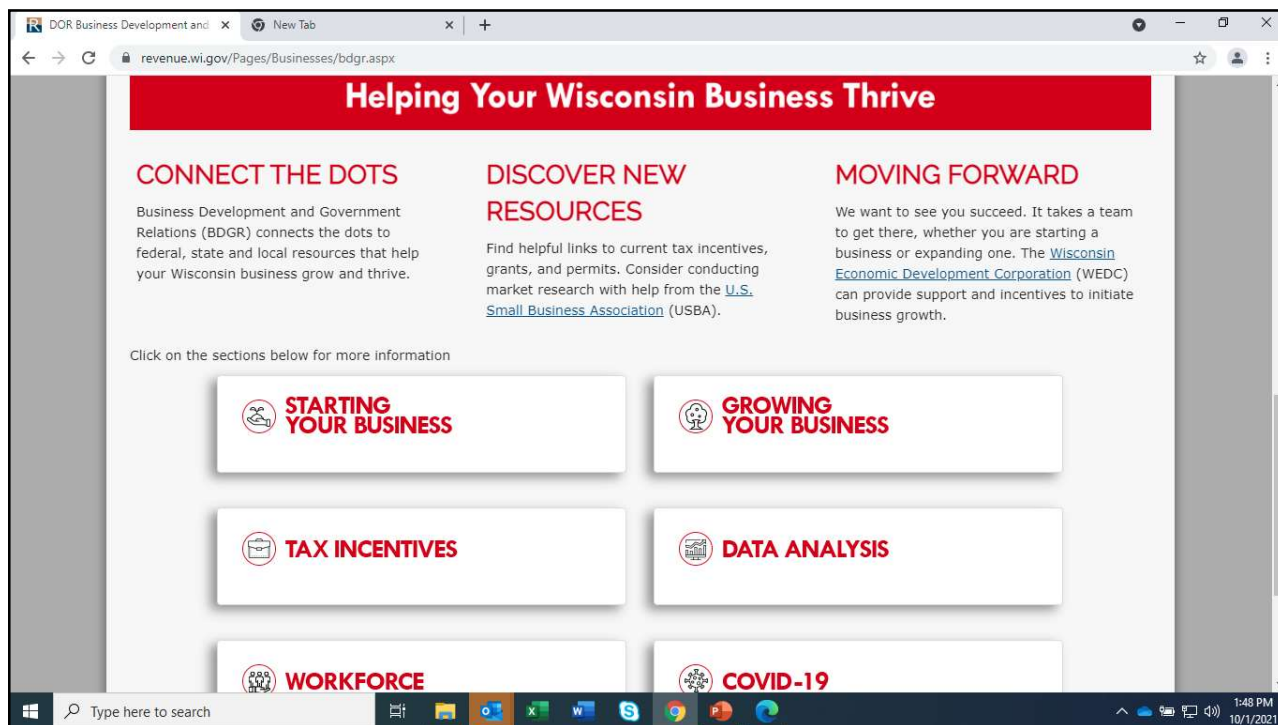 DOR Business Development and
New Tab
revenue.wi.gov/Pages/Businesses/bdgr.aspx
Helping Your Wisconsin Business Thrive
CONNECT THE DOTS
Business Development and Government
Relations (BDGR) connects the dots to
federal, state and local resources that help
your Wisconsin business grow and thrive.
DISCOVER NEW
RESOURCES
Find helpful links to current tax incentives,
grants, and permits. Consider conducting
market research with help from the U.S.
Small Business Association (USBA).
MOVING FORWARD
We want to see you succeed. It takes a team
to get there, whether you are starting a
business or expanding one. The Wisconsin
Economic Development Corporation (WEDC)
can provide support and incentives to initiate
business growth.
Click on the sections below for more information
STARTING
YOUR BUSINESS
GROWING
YOUR BUSINESS
TAX INCENTIVES
DATA ANALYSIS
WORKFORCE
COVID-19
Type here to search
1:48 PM
10/1/2021